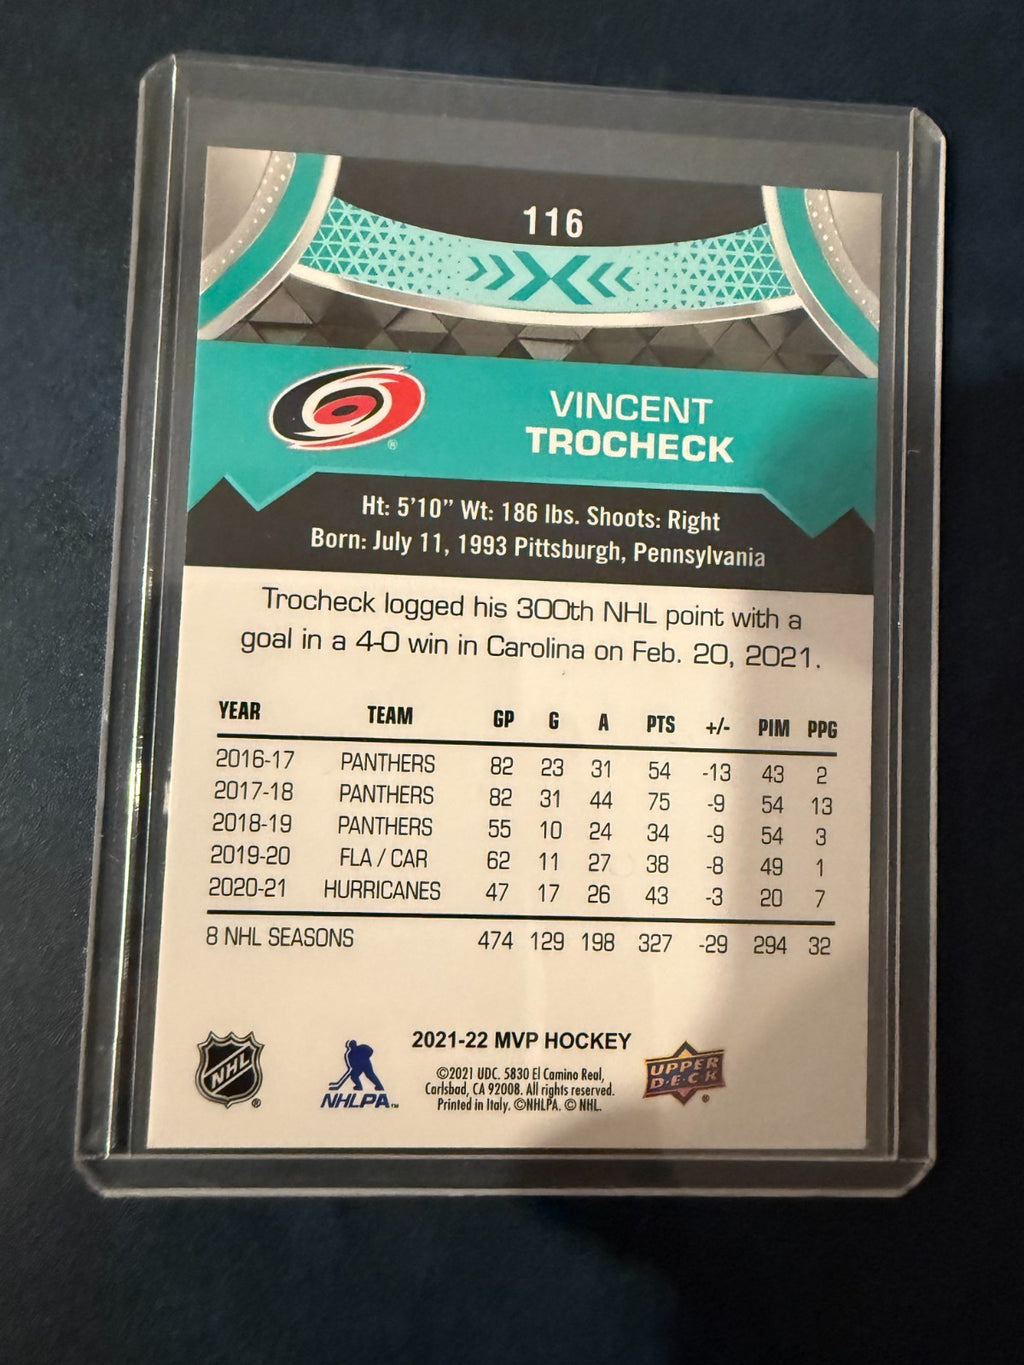 116
VINCENT
TROCHECK
®
Ht: 5'10" Wt: 186 lbs. Shoots: Right
Born: July 11, 1993 Pittsburgh, Pennsylvania
Trocheck logged his 300th NHL point with a
goal in a 4-0 win in Carolina on Feb. 20, 2021.
YEAR TEAM GP G A PTS +/- PIM PPG
2016-17 PANTHERS 82 23 31 54 -13 43 2
2017-18 PANTHERS 82 31 44 75 -9 54 13
2018-19 PANTHERS 55 10 24 34 -9 54 3
2019-20 FLA / CAR 62 11 27 38 -8 49 1
2020-21 HURRICANES 47 17 26 43 -3 20 7
8 NHL SEASONS 474 129 198 327 -29 294 32
NHL ®
NHLPA™
2021-22 MVP HOCKEY
©2021 UDC. 5830 El Camino Real,
Carlsbad, CA 92008. All rights reserved.
Printed in Italy. ©NHLPA. © NHL.
UPPER
DECK
®